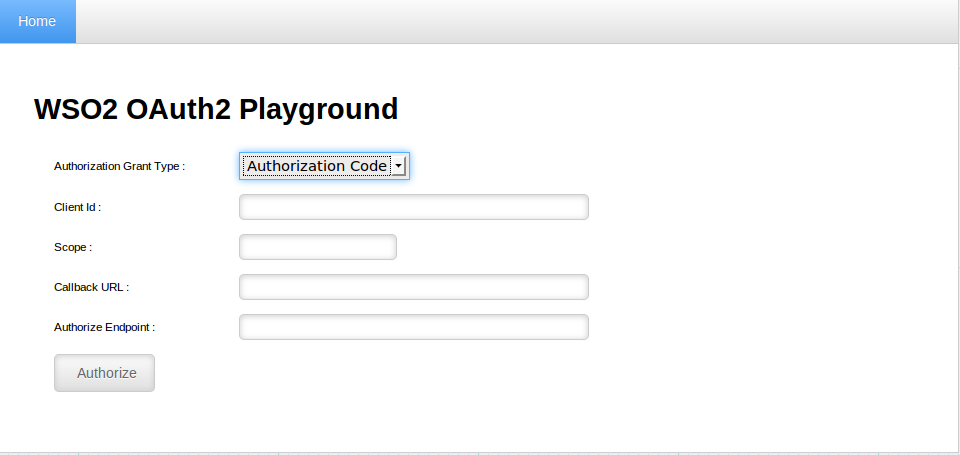 Home
WSO2 OAuth2 Playground
Authorization Grant Type : Authorization Code
Client Id :
Scope :
Callback URL :
Authorize Endpoint :
Authorize